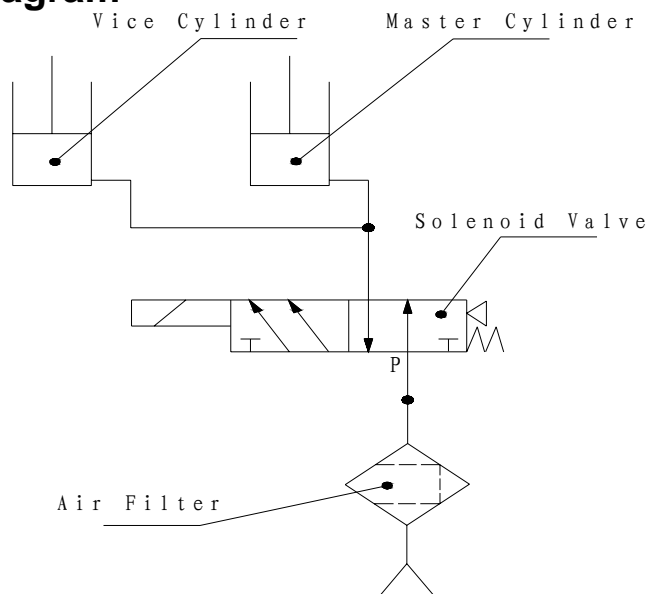 agram
Vice Cylinder
Master Cylinder
Solenoid Valve
P
Air Filter